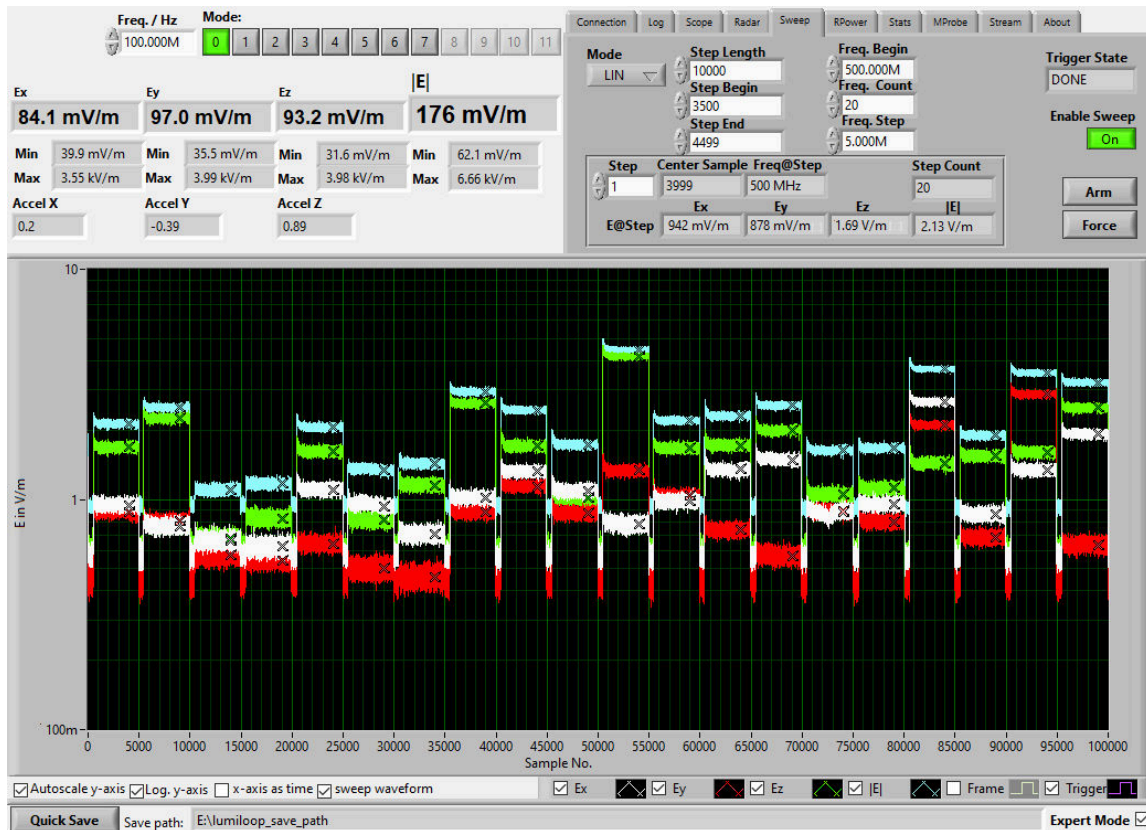 Freq. / Hz Mode:
100.000M 0 1 2 3 4 5 6 7 8 9 10 11
Connection Log Scope Radar Sweep RPower Stats MProbe Stream About
Mode Step Length Freq. Begin Trigger State
LIN 10000 500.000M DONE
Step Begin Freq. Count
3500 20
Step End Freq. Step Enable Sweep
4499 5.000M On
Ex Ey Ez |E|
84.1 mV/m 97.0 mV/m 93.2 mV/m 176 mV/m
Min 39.9 mV/m Min 35.5 mV/m Min 31.6 mV/m Min 62.1 mV/m
Max 3.55 kV/m Max 3.99 kV/m Max 3.98 kV/m Max 6.66 kV/m
Accel X Accel Y Accel Z
0.2 -0.39 0.89
Step Center Sample Freq@Step Step Count
1 3999 500 MHz 20
Ex Ey Ez |E|
E@Step 942 mV/m 878 mV/m 1.69 V/m 2.13 V/m
Arm
Force
10
1
100m
E in V/m
0 5000 10000 15000 20000 25000 30000 35000 40000 45000 50000 55000 60000 65000 70000 75000 80000 85000 90000 95000 100000
Sample No.
Autoscale y-axis Log. y-axis x-axis as time sweep waveform Ex Ey Ez |E| Frame Trigger
Quick Save Save path: E:\lumiloop_save_path Expert Mode